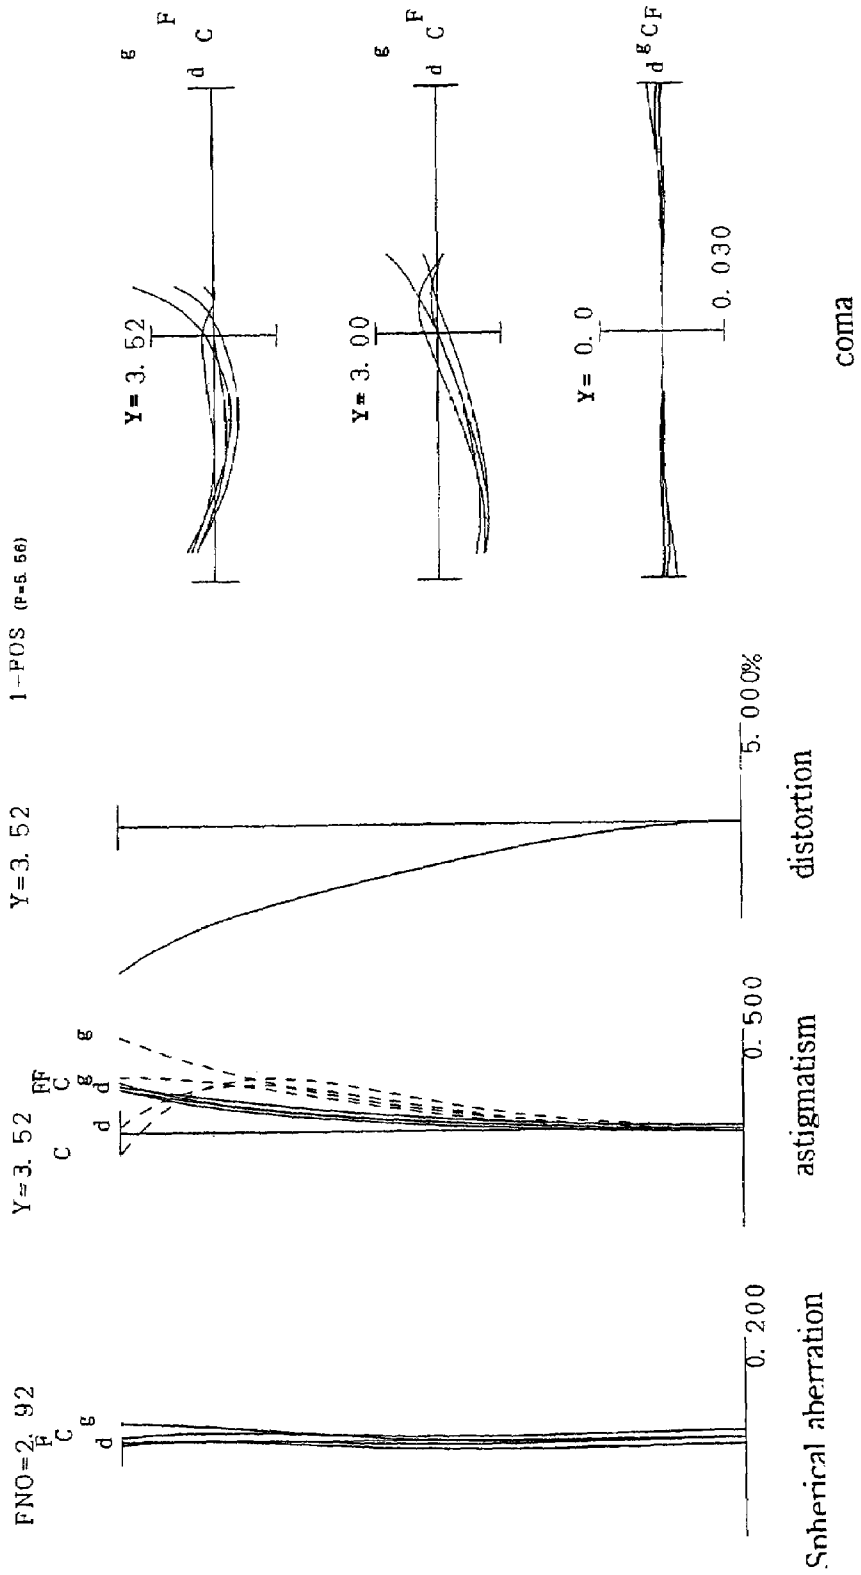 FNO=2. 92
F
C
d
g
0. 200
Spherical aberration
Y=3. 52
C
d
FF
C
d
g
g
0. 500
astigmatism
Y=3. 52
5. 000%
distortion
1-POS (P=5. 56)
Y=3. 52
g
F
C
d
Y=3. 00
g
F
C
d
Y= 0. 0
d g C F
0. 030
coma